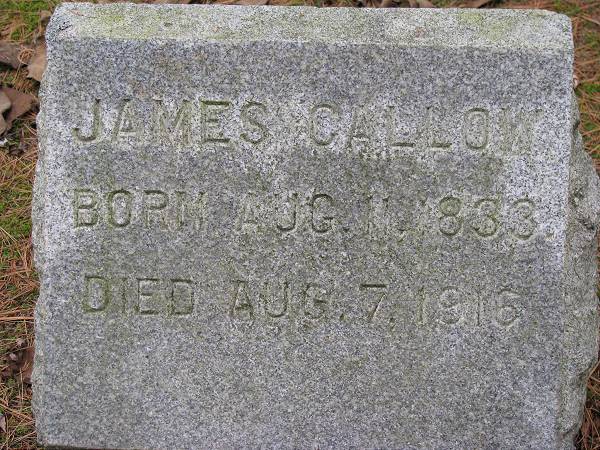 JAMES CALLOW
BORN AUG. 11, 1833.
DIED AUG. 7, 1916.